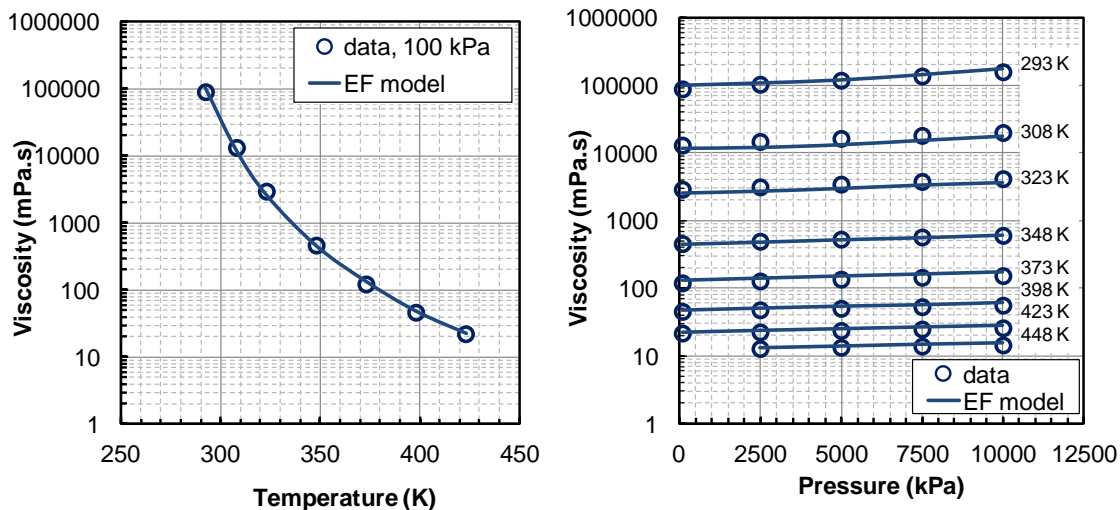 1000000
100000
10000
1000
100
10
1
Viscosity (mPa.s)
data, 100 kPa
EF model
250
300
350
400
450
Temperature (K)
1000000
100000
10000
1000
100
10
1
Viscosity (mPa.s)
293 K
308 K
323 K
348 K
373 K
398 K
423 K
448 K
data
EF model
0
2500
5000
7500
10000
12500
Pressure (kPa)